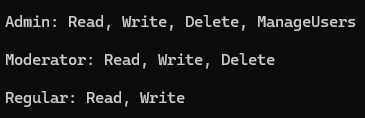 Admin: Read, Write, Delete, ManageUsers
Moderator: Read, Write, Delete
Regular: Read, Write